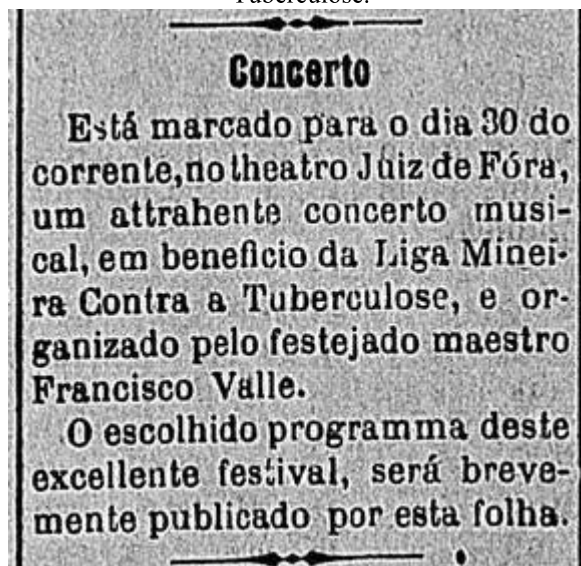 Tuberculose.
Concerto
Está marcado para o dia 30 do
corrente, no theatro Juiz de Fóra,
um attrahente concerto musi-
cal, em beneficio da Liga Minei-
ra Contra a Tuberculose, e or-
ganizado pelo festejado maestro
Francisco Valle.
O escolhido programma deste
excellente festival, será breve-
mente publicado por esta folha.